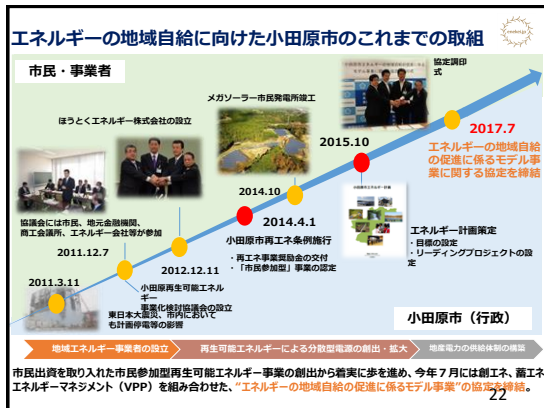 エネルギーの地域自給に向けた小田原市のこれまでの取組
市民・事業者
協定調印
式
メガソーラー市民発電所竣工
ほうとくエネルギー株式会社の設立
2017.7
エネルギーの地域自給
の促進に係るモデル事
業に関する協定を締結
2015.10
2014.10
協議会には市民、地元金融機関、
商工会議所、エネルギー会社等が参加
2014.4.1
小田原市再エネ条例施行
・再エネ事業奨励金の交付
・「市民参加型」事業の認定
エネルギー計画策定
・目標の設定
・リーディングプロジェクトの設
定
2011.12.7
2012.12.11
小田原再生可能エネル
ギー
事業化検討協議会の設立
2011.3.11
東日本大震災、市内において
も計画停電等の影響
小田原市（行政）
地域エネルギー事業者の設立
再生可能エネルギーによる分散型電源の創出・拡大
地産電力の供給体制の構築
市民出資を取り入れた市民参加型再生可能エネルギー事業の創出から着実に歩を進め、今年７月には創エネ、蓄エネ
エネルギーマネジメント（VPP）を組み合わせた、“エネルギーの地域自給の促進に係るモデル事業”の協定を締結。
22